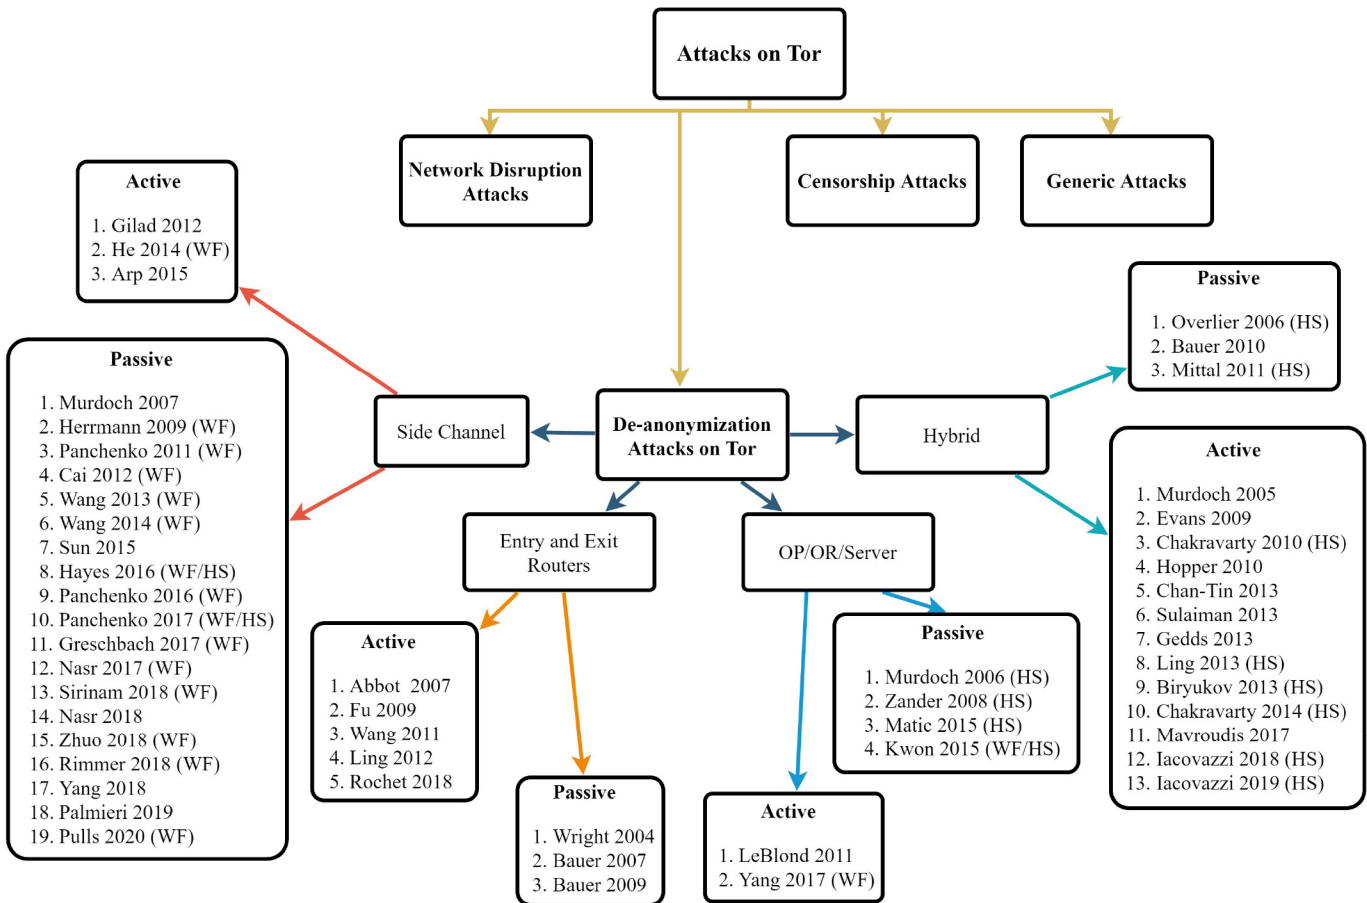 Attacks on Tor
Network Disruption
Attacks
Censorship Attacks
Generic Attacks
Active
1. Gilad 2012
2. He 2014 (WF)
3. Arp 2015
Passive
1. Overlier 2006 (HS)
2. Bauer 2010
3. Mittal 2011 (HS)
Passive
1. Murdoch 2007
2. Herrmann 2009 (WF)
3. Panchenko 2011 (WF)
4. Cai 2012 (WF)
5. Wang 2013 (WF)
6. Wang 2014 (WF)
7. Sun 2015
8. Hayes 2016 (WF/HS)
9. Panchenko 2016 (WF)
10. Panchenko 2017 (WF/HS)
11. Greschbach 2017 (WF)
12. Nasr 2017 (WF)
13. Sirinam 2018 (WF)
14. Nasr 2018
15. Zhuo 2018 (WF)
16. Rimmer 2018 (WF)
17. Yang 2018
18. Palmieri 2019
19. Pulls 2020 (WF)
Side Channel
De-anonymization
Attacks on Tor
Hybrid
Active
1. Murdoch 2005
2. Evans 2009
3. Chakravarty 2010 (HS)
4. Hopper 2010
5. Chan-Tin 2013
6. Sulaiman 2013
7. Gedds 2013
8. Ling 2013 (HS)
9. Biryukov 2013 (HS)
10. Chakravarty 2014 (HS)
11. Mavroudis 2017
12. Iacovazzi 2018 (HS)
13. Iacovazzi 2019 (HS)
Entry and Exit
Routers
OP/OR/Server
Active
1. Abbot 2007
2. Fu 2009
3. Wang 2011
4. Ling 2012
5. Rochet 2018
Passive
1. Wright 2004
2. Bauer 2007
3. Bauer 2009
Passive
1. Murdoch 2006 (HS)
2. Zander 2008 (HS)
3. Matic 2015 (HS)
4. Kwon 2015 (WF/HS)
Active
1. LeBlond 2011
2. Yang 2017 (WF)